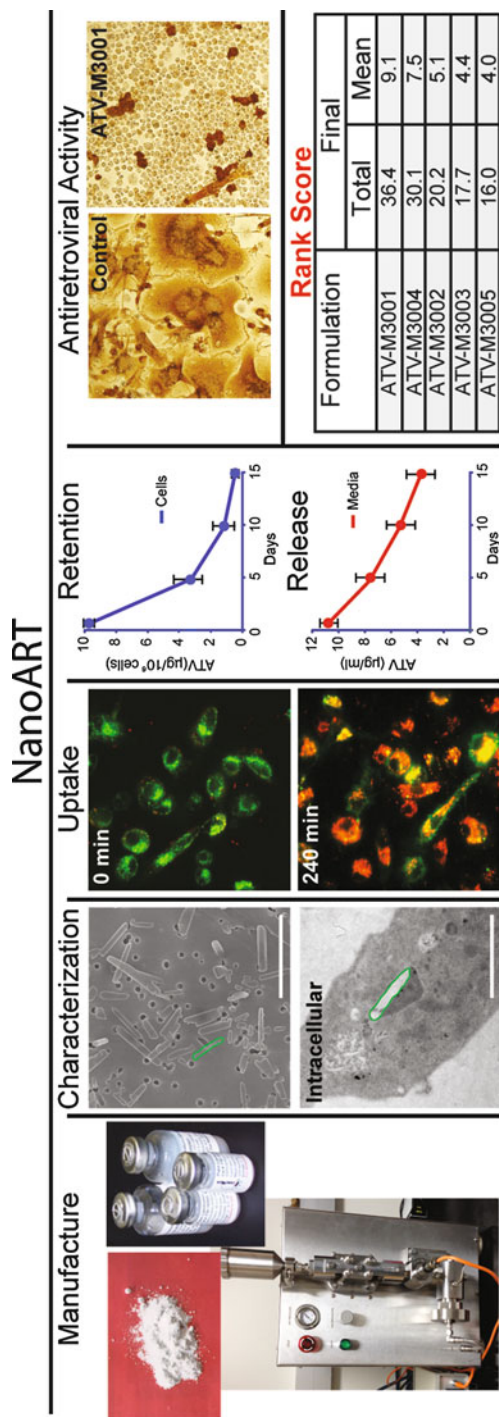 NanoART
Manufacture
Characterization
Intracellular
Uptake
0 min
240 min
Retention
ATV(µg/10⁶ cells)
10
8
6
4
2
0
Cells
0
5
10
15
Days
Release
ATV (µg/ml)
12
10
8
6
4
2
0
Media
0
5
10
15
Days
Antiretroviral Activity
Control
ATV-M3001
Rank Score
Formulation Final
Total Mean
ATV-M3001 36.4 9.1
ATV-M3004 30.1 7.5
ATV-M3002 20.2 5.1
ATV-M3003 17.7 4.4
ATV-M3005 16.0 4.0